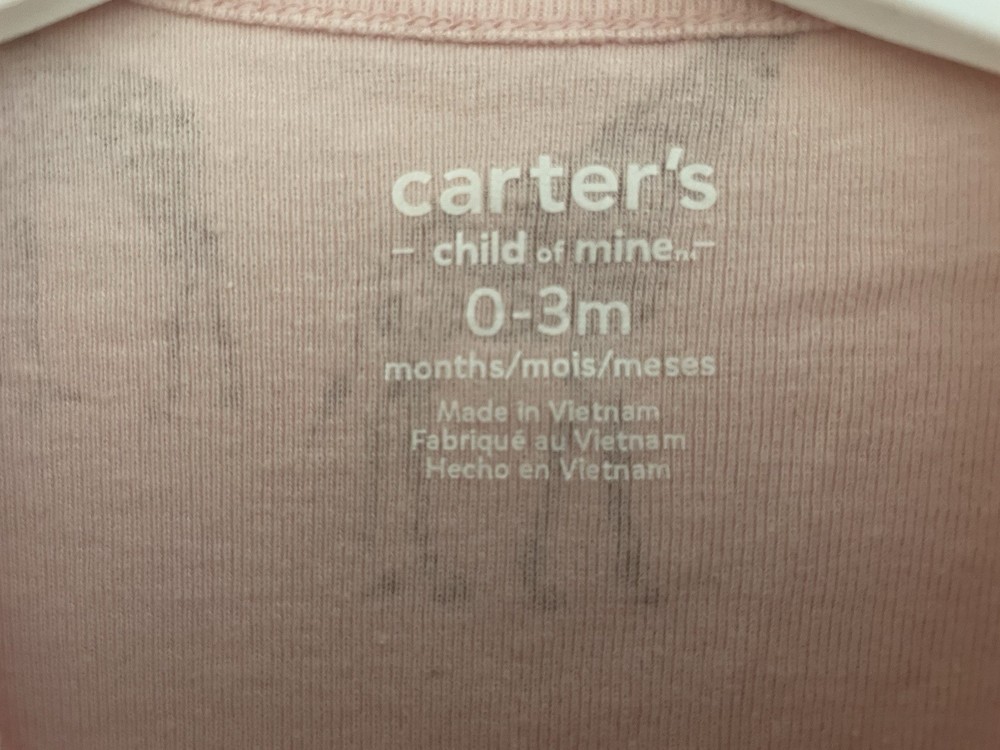 carter's
- child of mine -
0-3m
months/mois/meses
Made in Vietnam
Fabriqué au Vietnam
Hecho en Vietnam